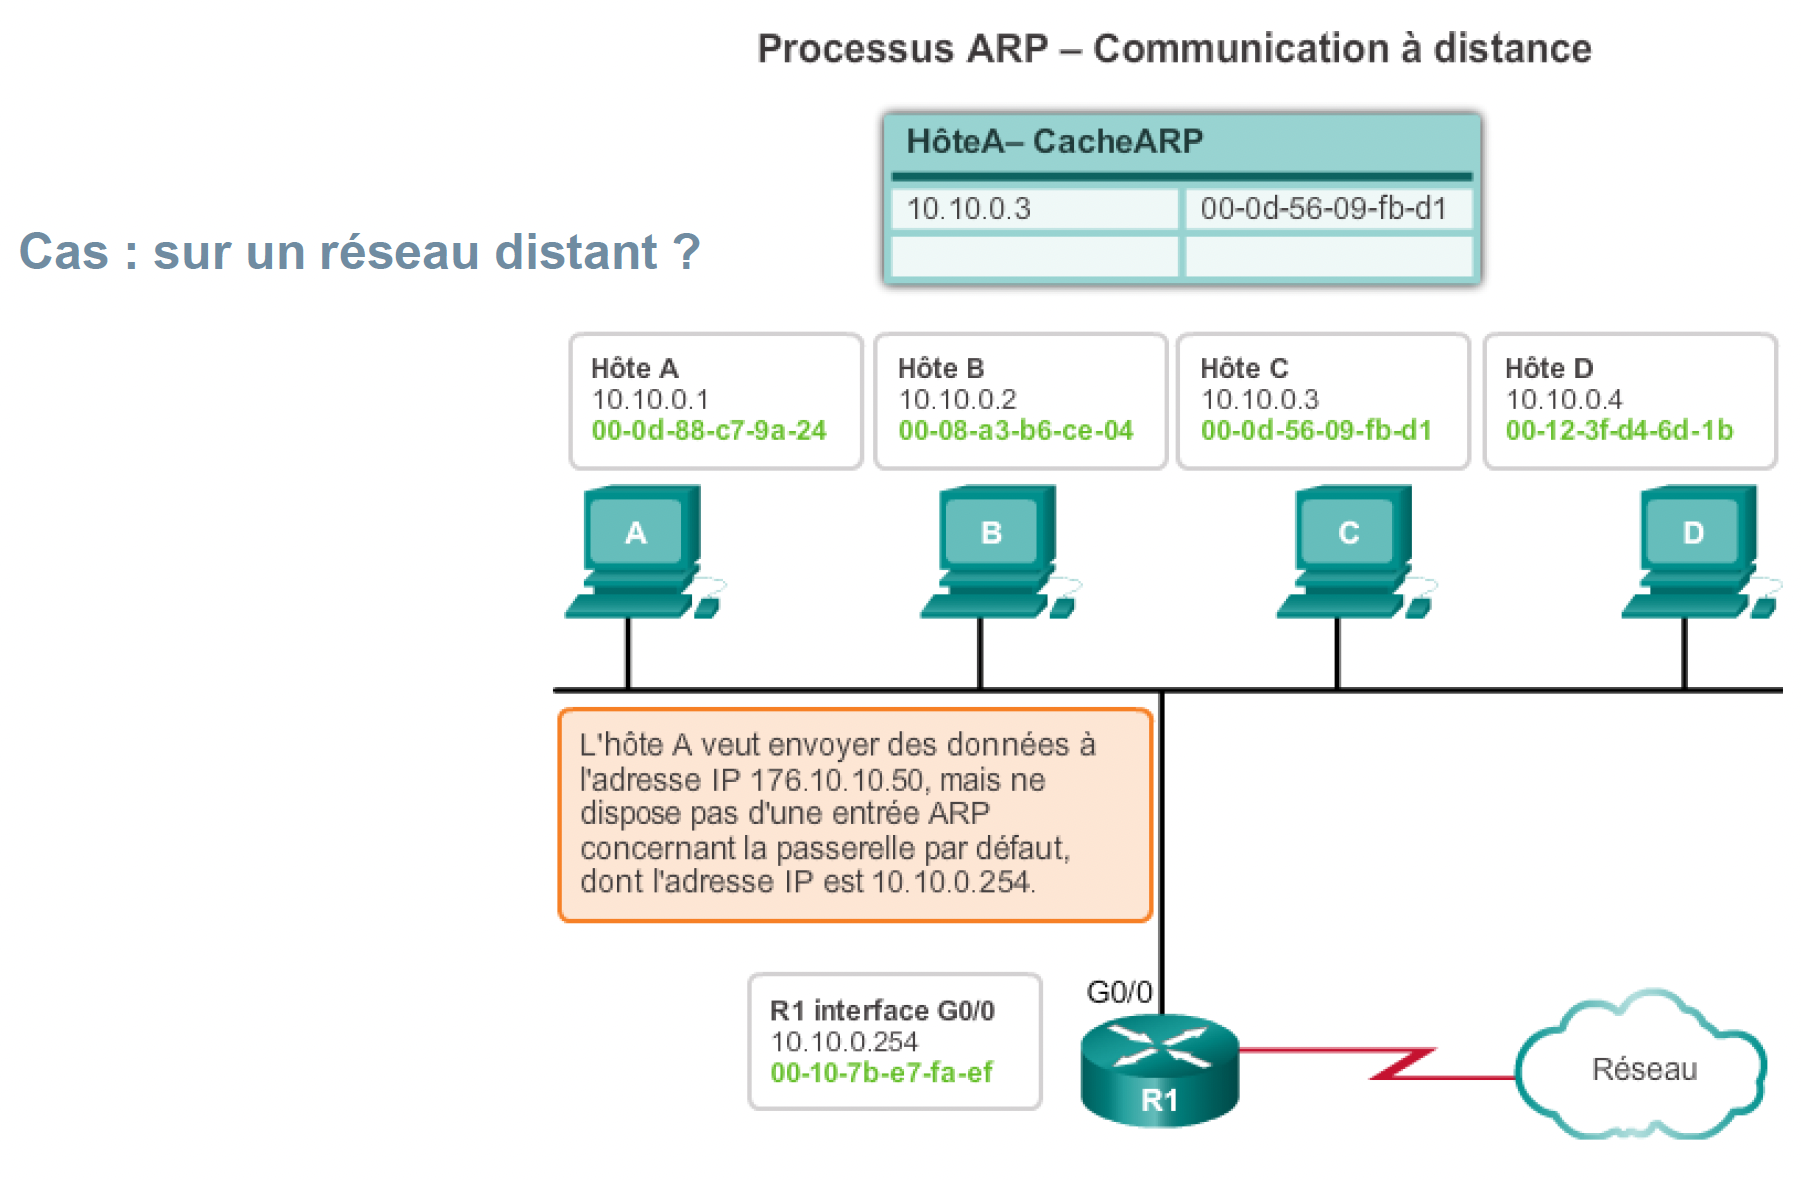 Processus ARP – Communication à distance
HôteA– CacheARP
10.10.0.3 00-0d-56-09-fb-d1
Cas : sur un réseau distant ?
Hôte A
10.10.0.1
00-0d-88-c7-9a-24
Hôte B
10.10.0.2
00-08-a3-b6-ce-04
Hôte C
10.10.0.3
00-0d-56-09-fb-d1
Hôte D
10.10.0.4
00-12-3f-d4-6d-1b
A
B
C
D
L'hôte A veut envoyer des données à
l'adresse IP 176.10.10.50, mais ne
dispose pas d'une entrée ARP
concernant la passerelle par défaut,
dont l'adresse IP est 10.10.0.254.
R1 interface G0/0
10.10.0.254
00-10-7b-e7-fa-ef
G0/0
R1
Réseau